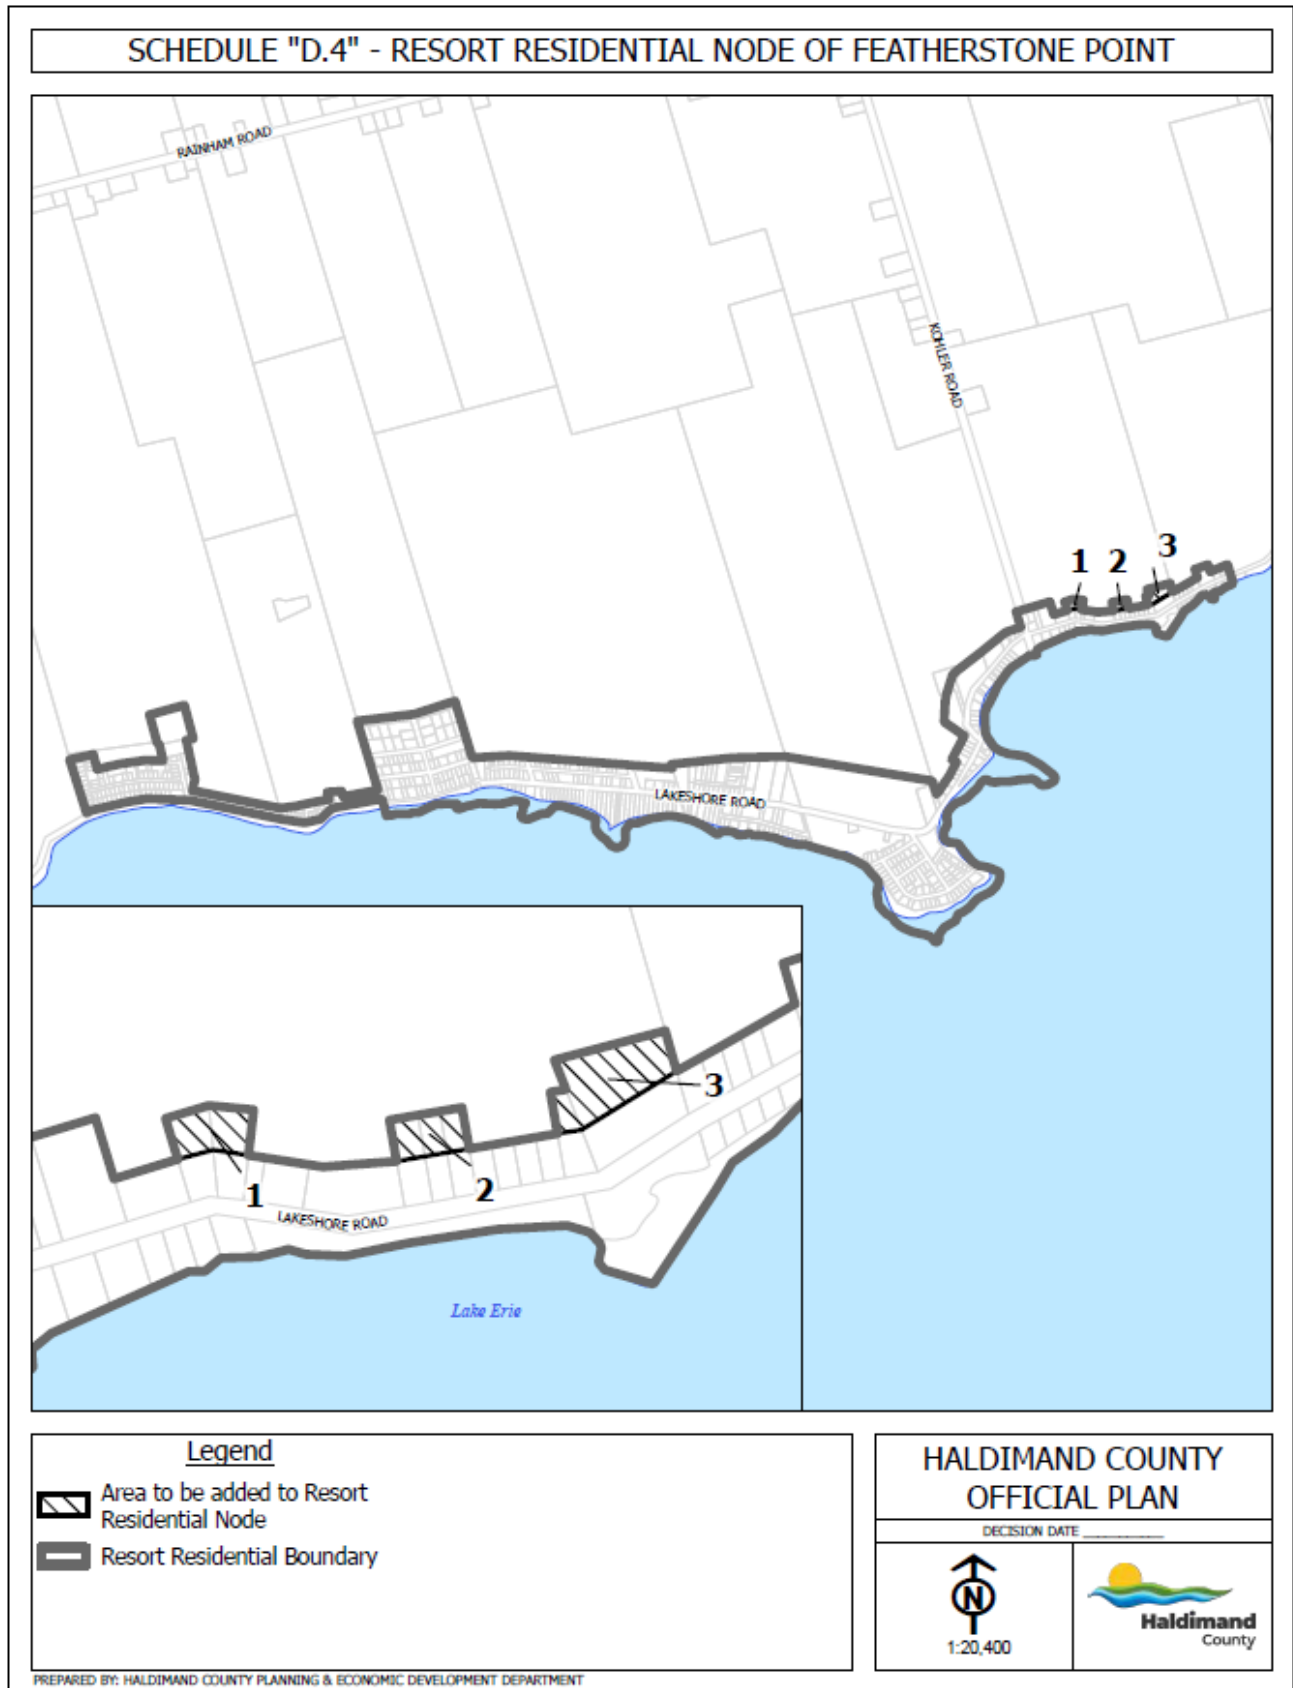 SCHEDULE "D.4" - RESORT RESIDENTIAL NODE OF FEATHERSTONE POINT
RAINHAM ROAD
KOHLER ROAD
1 2 3
LAKESHORE ROAD
3
1
2
LAKESHORE ROAD
Lake Erie
Legend
Area to be added to Resort
Residential Node
Resort Residential Boundary
HALDIMAND COUNTY
OFFICIAL PLAN
DECISION DATE __________
N
1:20,400
Haldimand
County
PREPARED BY: HALDIMAND COUNTY PLANNING & ECONOMIC DEVELOPMENT DEPARTMENT